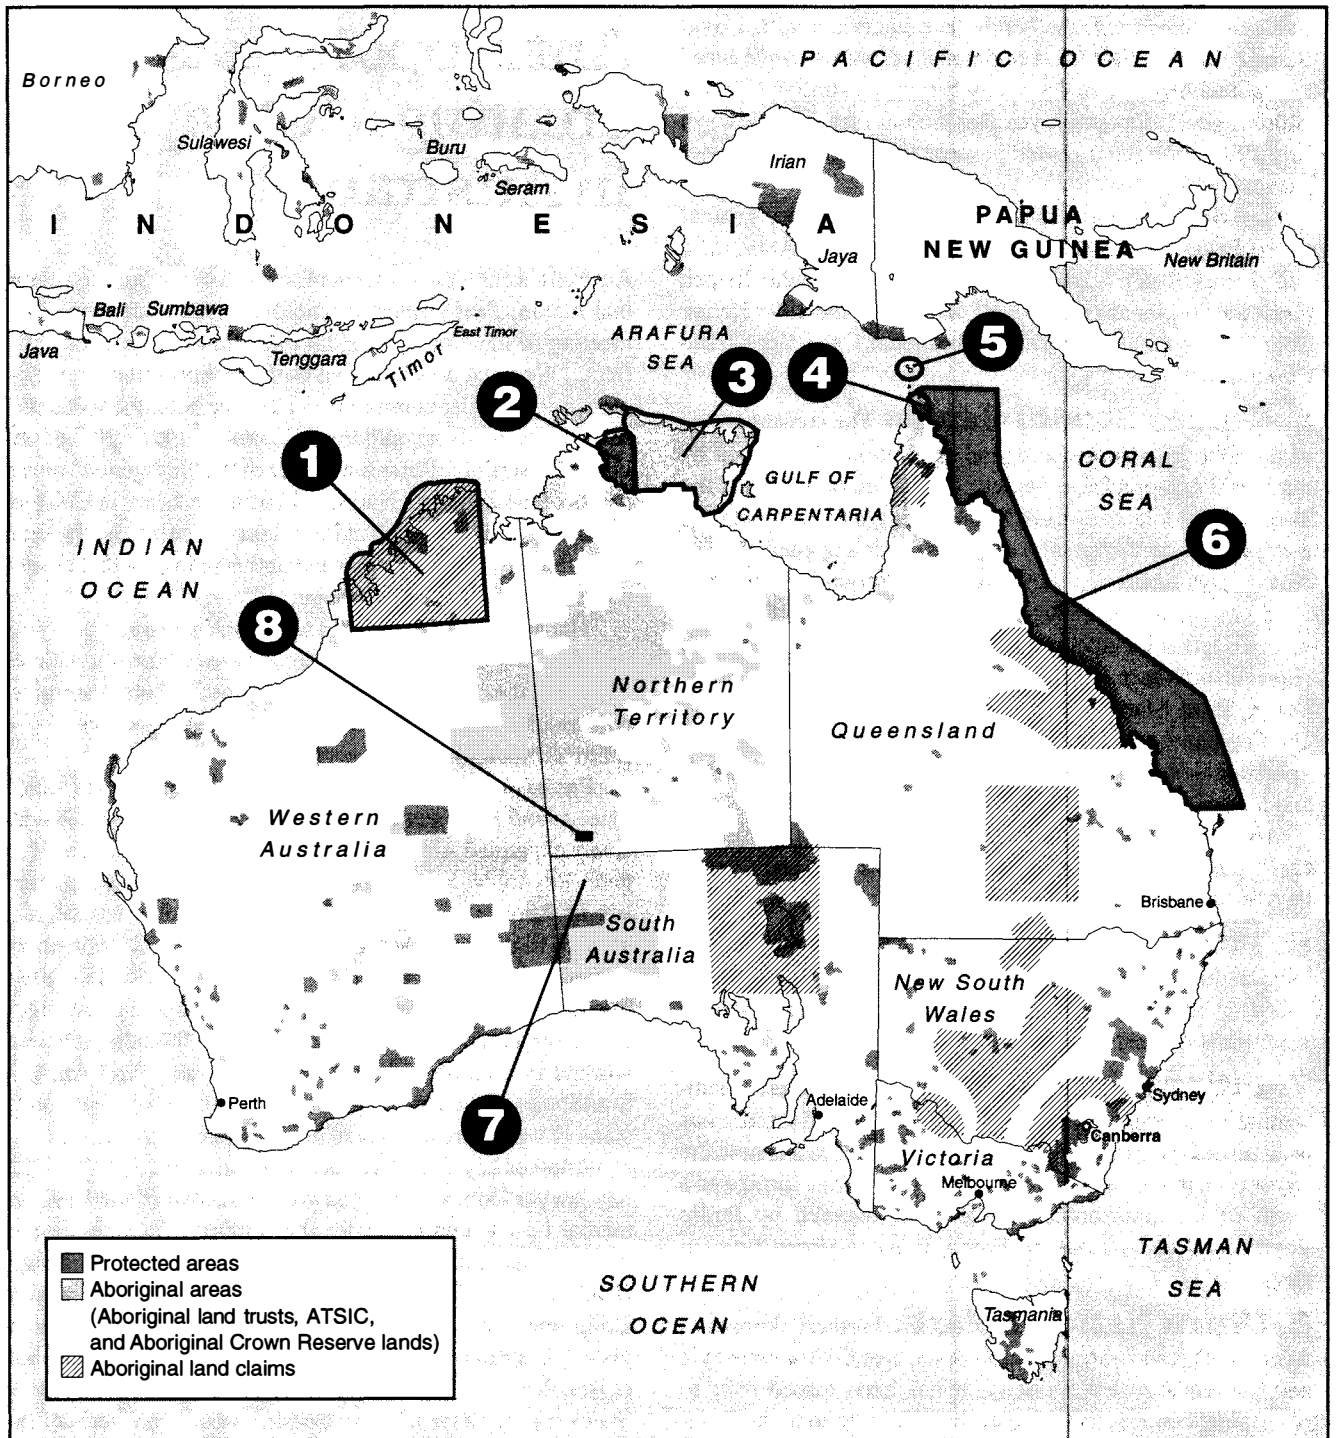 PACIFIC OCEAN
Borneo
Sulawesi
Buru
Seram
Irian
Jaya
INDONESIA
PAPUA
NEW GUINEA
New Britain
Bali
Sumbawa
Java
Tenggara
Timor
East Timor
ARAFURA
SEA
5
4
3
2
1
GULF OF
CARPENTARIA
CORAL
SEA
6
INDIAN
OCEAN
8
Northern
Territory
Queensland
Western
Australia
South
Australia
Brisbane
New South
Wales
Perth
7
Adelaide
Sydney
Canberra
Victoria
Melbourne
TASMAN
SEA
SOUTHERN
OCEAN
Tasmania
Protected areas
Aboriginal areas
(Aboriginal land trusts, ATSIC,
and Aboriginal Crown Reserve lands)
Aboriginal land claims